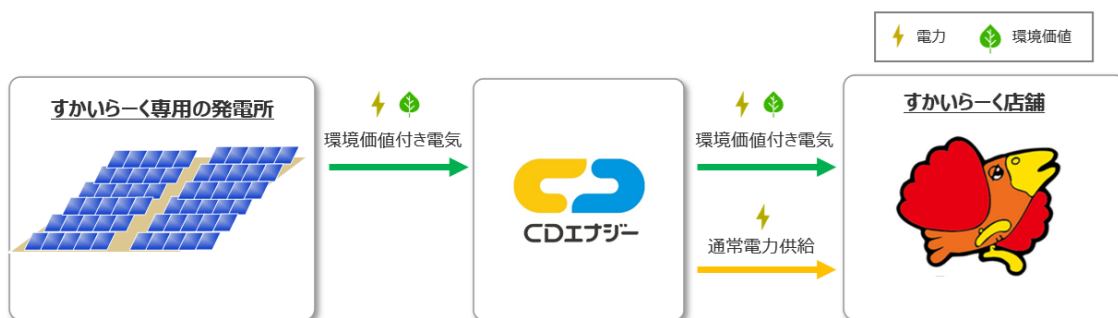 電力
環境価値
すかいらーく専用の発電所
環境価値付き電気
CDエナジー
環境価値付き電気
通常電力供給
すかいらーく店舗